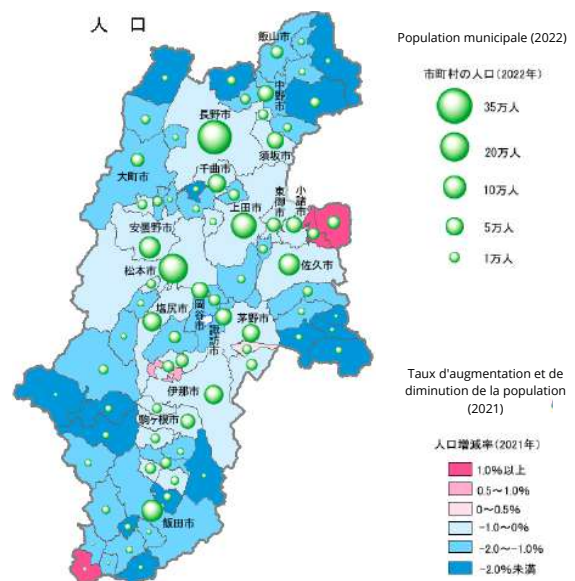 人 口
飯山市
中野市
長野市
須坂市
大町市
千曲市
上田市
東御市
小諸市
安曇野市
松本市
佐久市
塩尻市
岡谷市
諏訪市
茅野市
伊那市
駒ヶ根市
飯田市
Population municipale (2022)
市町村の人口(2022年)
35万人
20万人
10万人
5万人
1万人
Taux d'augmentation et de
diminution de la population
(2021)
人口増減率(2021年)
1.0%以上
0.5〜1.0%
0〜0.5%
-1.0〜0%
-2.0〜-1.0%
-2.0%未満